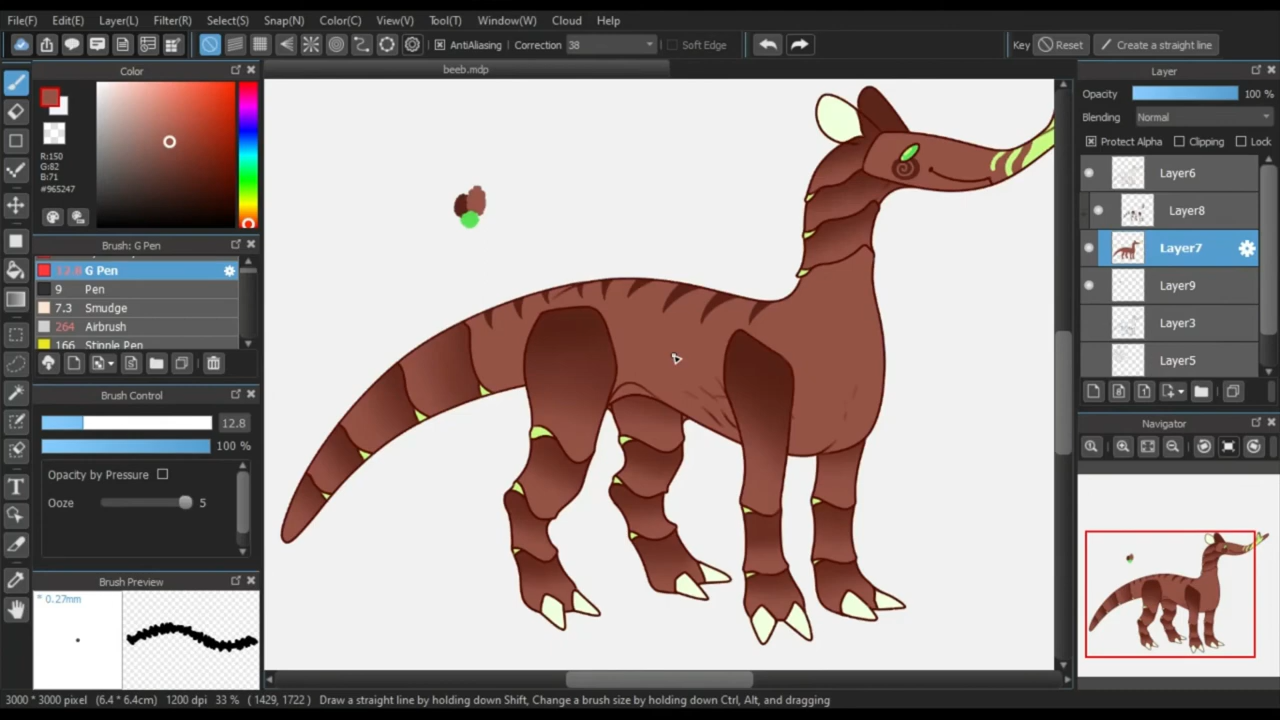 File(F) Edit(E) Layer(L) Filter(R) Select(S) Snap(N) Color(C) View(V) Tool(T) Window(W) Cloud Help
AntiAliasing Correction 38 Soft Edge Key Reset Create a straight line
Color
R:150
G:82
B:71
#965247
Brush: G Pen
12.8 G Pen
9 Pen
7.3 Smudge
264 Airbrush
166 Stipple Pen
Brush Control
12.8
100 %
Opacity by Pressure
Ooze 5
Brush Preview
* 0.27mm
beeb.mdp
Layer
Opacity 100 %
Blending Normal
Protect Alpha Clipping Lock
Layer6
Layer8
Layer7
Layer9
Layer3
Layer5
Navigator
3000 * 3000 pixel (6.4 * 6.4cm) 1200 dpi 33 % ( 1429, 1722 ) Draw a straight line by holding down Shift, Change a brush size by holding down Ctrl, Alt, and dragging